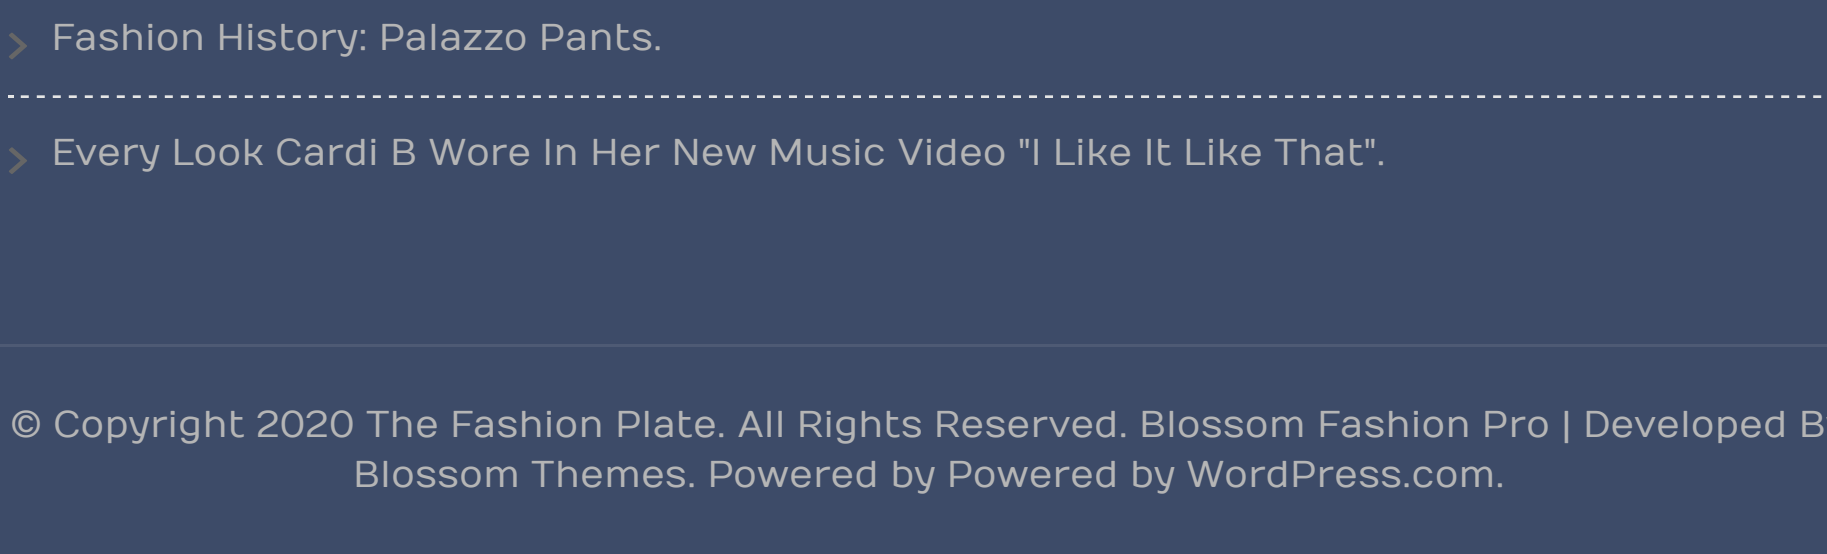 Fashion History: Palazzo Pants.
Every Look Cardi B Wore In Her New Music Video "I Like It Like That".
© Copyright 2020 The Fashion Plate. All Rights Reserved. Blossom Fashion Pro | Developed By
Blossom Themes. Powered by Powered by WordPress.com.